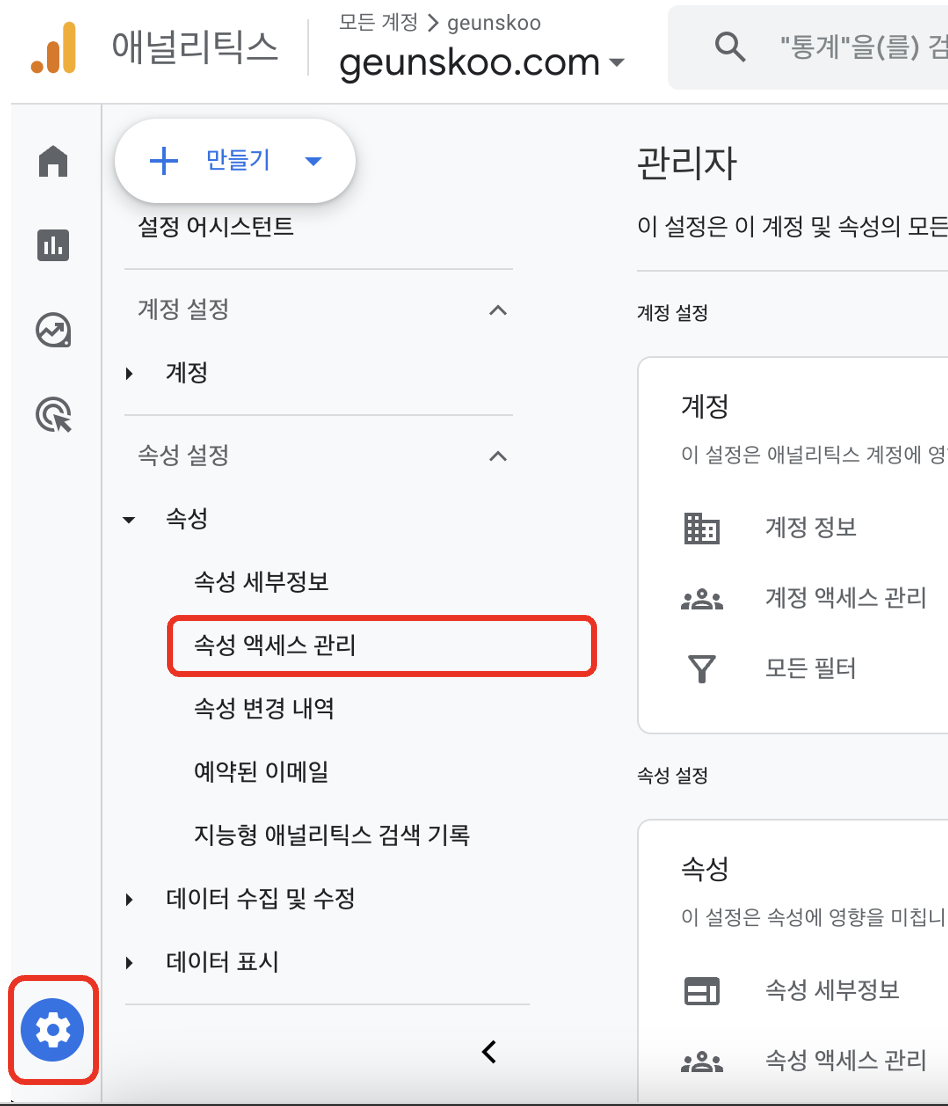 애널리틱스
모든 계정 > geunskoo
geunskoo.com
"통계"을(를) 검
만들기
설정 어시스턴트
계정 설정
계정
속성 설정
속성
속성 세부정보
속성 액세스 관리
속성 변경 내역
예약된 이메일
지능형 애널리틱스 검색 기록
데이터 수집 및 수정
데이터 표시
관리자
이 설정은 이 계정 및 속성의 모든
계정 설정
계정
이 설정은 애널리틱스 계정에 영
계정 정보
계정 액세스 관리
모든 필터
속성 설정
속성
이 설정은 속성에 영향을 미칩니
속성 세부정보
속성 액세스 관리